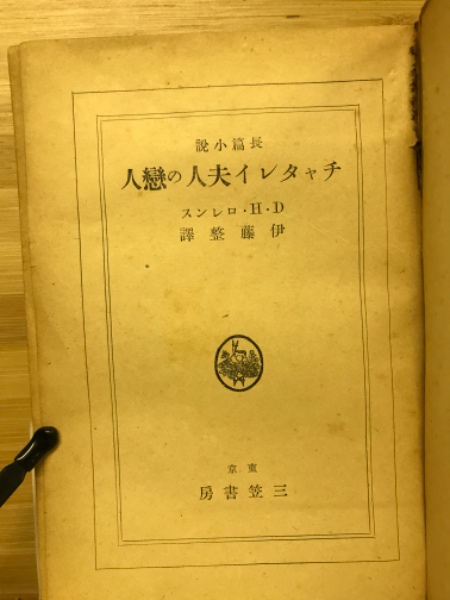 長篇小說
チャタレイ夫人の戀人
D・H・ロレンス
伊藤整譯
東京
三笠書房